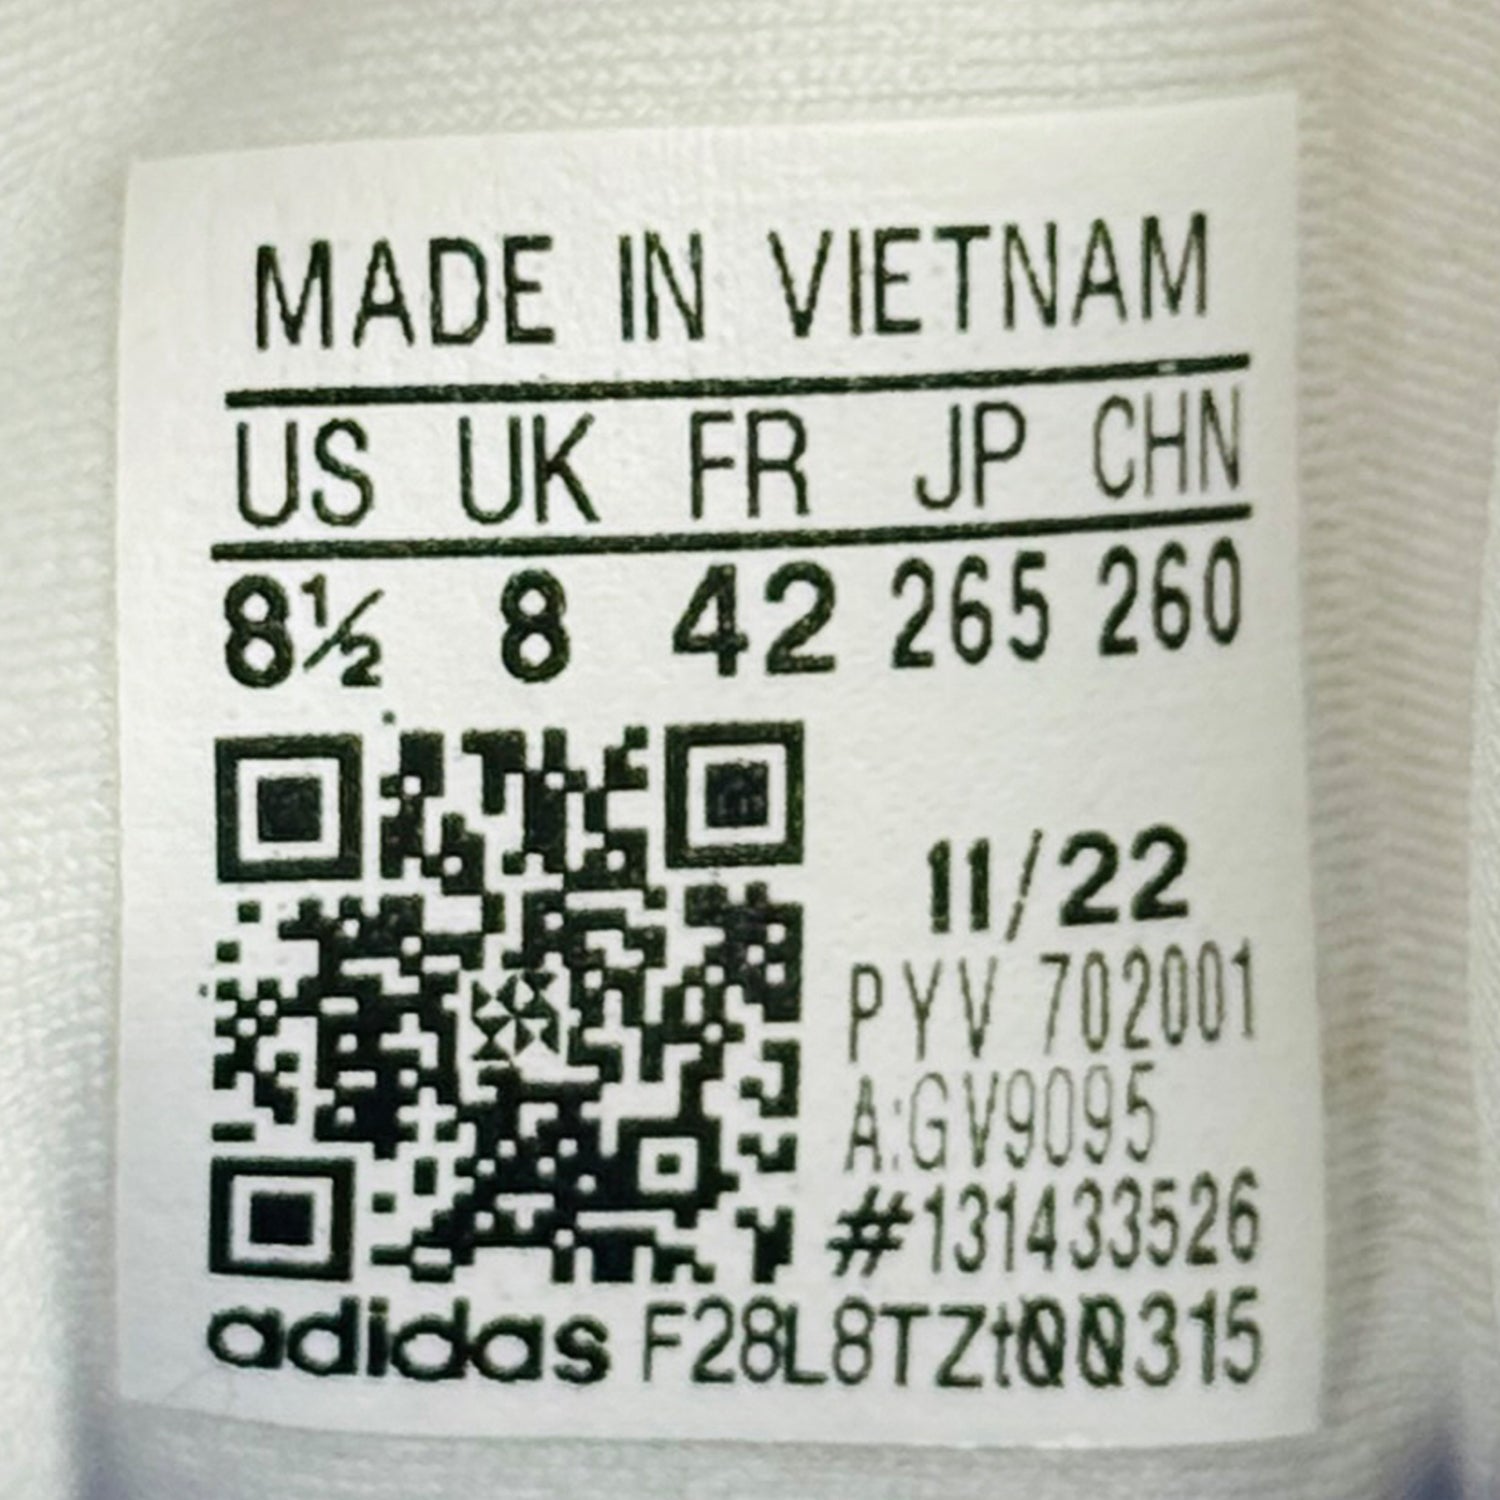 MADE IN VIETNAM
US UK FR JP CHN
8½ 8 42 265 260
11/22
PYV 702001
A:GV9095
#131433526
adidas F28L8TZt00315